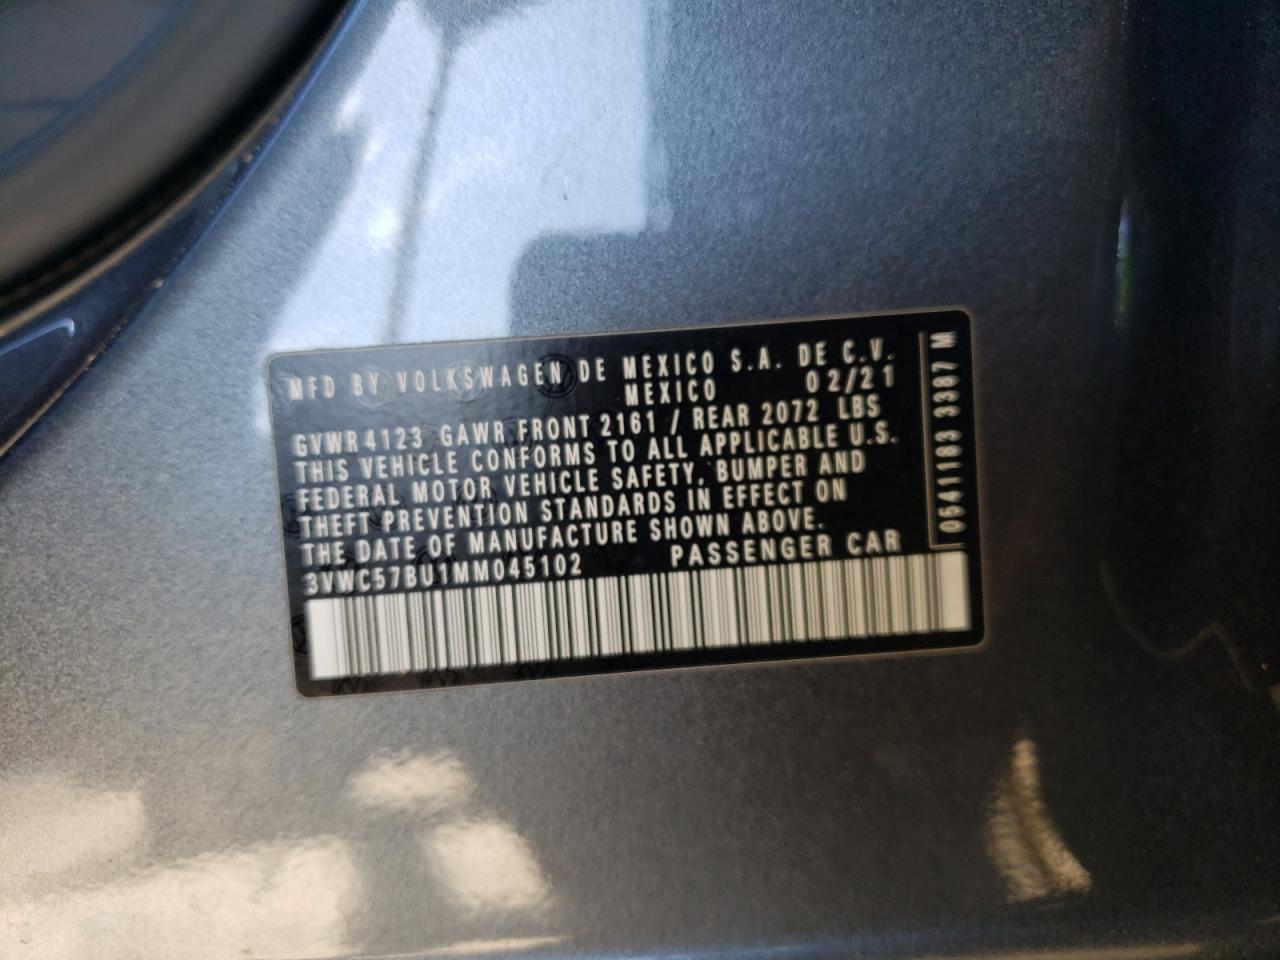 MFD BY VOLKSWAGEN DE MEXICO S.A. DE C.V.
MEXICO 02/21
GVWR 4123 GAWR FRONT 2161 / REAR 2072 LBS
THIS VEHICLE CONFORMS TO ALL APPLICABLE U.S.
FEDERAL MOTOR VEHICLE SAFETY, BUMPER AND
THEFT PREVENTION STANDARDS IN EFFECT ON
THE DATE OF MANUFACTURE SHOWN ABOVE.
3VWC57BU1MM045102 PASSENGER CAR
0541183 3387 M